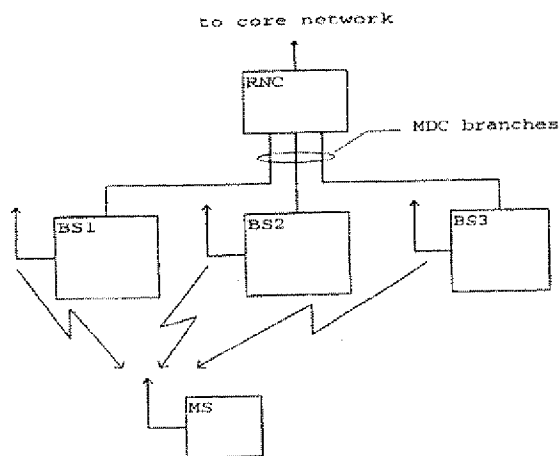 to core network
RNC
MDC branches
BS1
BS2
BS3
MS